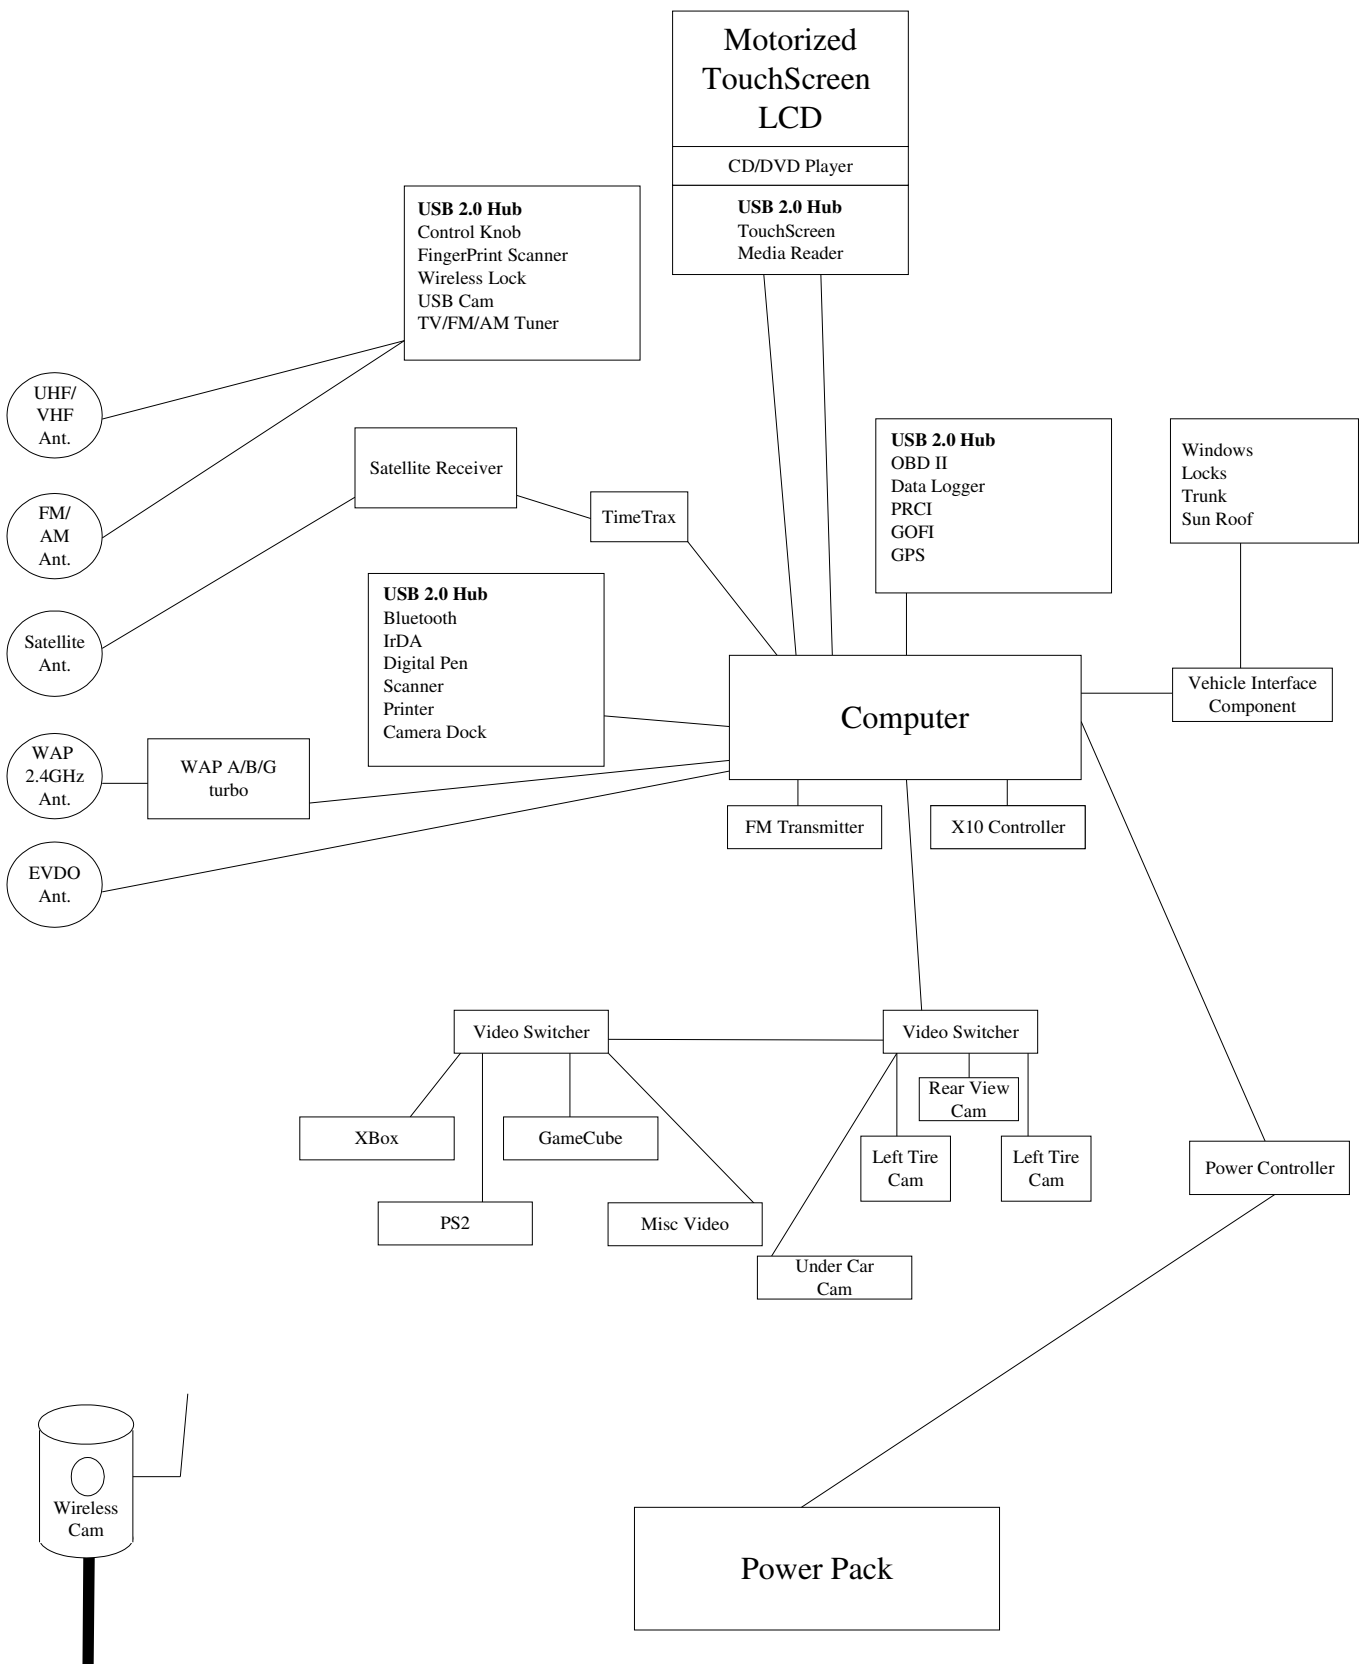 Motorized
TouchScreen
LCD
CD/DVD Player
USB 2.0 Hub
TouchScreen
Media Reader
USB 2.0 Hub
Control Knob
FingerPrint Scanner
Wireless Lock
USB Cam
TV/FM/AM Tuner
UHF/
VHF
Ant.
FM/
AM
Ant.
Satellite
Ant.
WAP
2.4GHz
Ant.
EVDO
Ant.
Satellite Receiver
TimeTrax
USB 2.0 Hub
Bluetooth
IrDA
Digital Pen
Scanner
Printer
Camera Dock
WAP A/B/G
turbo
USB 2.0 Hub
OBD II
Data Logger
PRCI
GOFI
GPS
Windows
Locks
Trunk
Sun Roof
Vehicle Interface
Component
Computer
FM Transmitter
X10 Controller
Video Switcher
Video Switcher
XBox
GameCube
PS2
Misc Video
Rear View
Cam
Left Tire
Cam
Left Tire
Cam
Under Car
Cam
Power Controller
Wireless
Cam
Power Pack